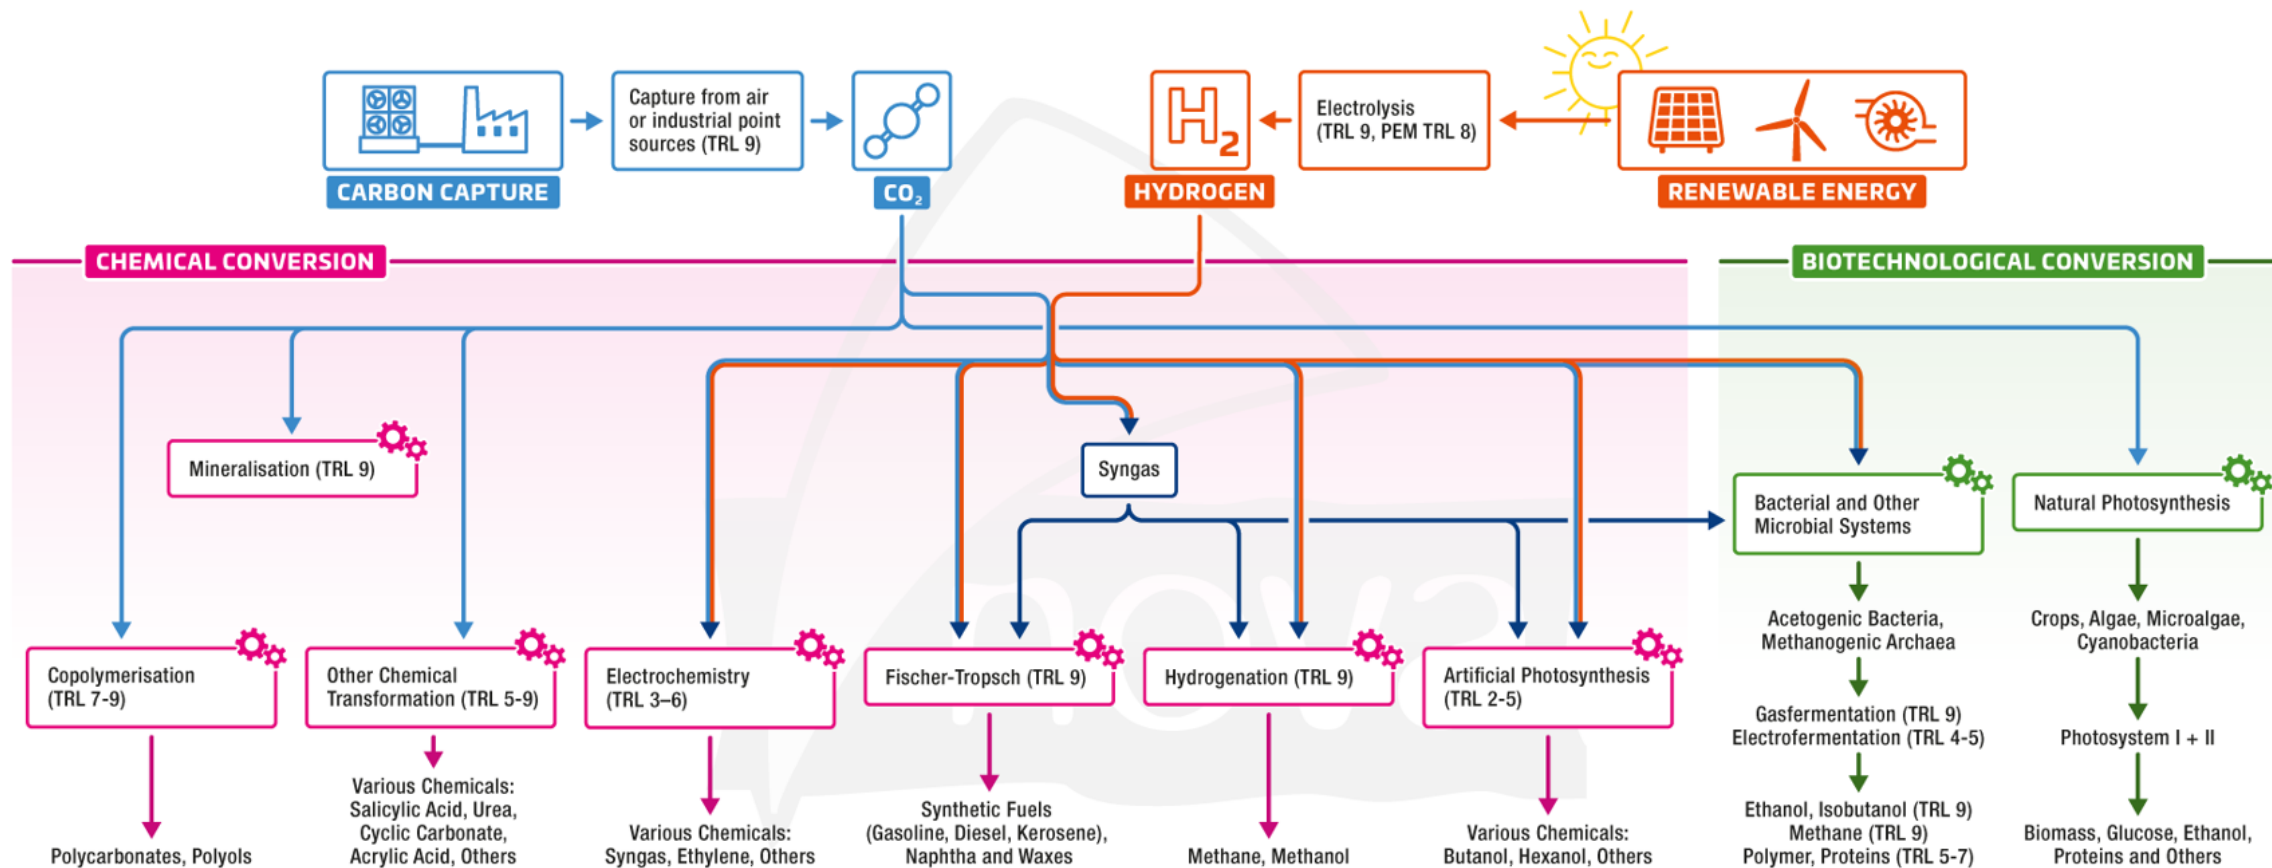 Capture from air
or industrial point
sources (TRL 9)
H2
Electrolysis
(TRL 9, PEM TRL 8)
CARBON CAPTURE
CO₂
HYDROGEN
RENEWABLE ENERGY
CHEMICAL CONVERSION
BIOTECHNOLOGICAL CONVERSION
Mineralisation (TRL 9)
Syngas
Bacterial and Other
Microbial Systems
Natural Photosynthesis
nova
Copolymerisation
(TRL 7-9)
Other Chemical
Transformation (TRL 5-9)
Electrochemistry
(TRL 3–6)
Fischer-Tropsch (TRL 9)
Hydrogenation (TRL 9)
Artificial Photosynthesis
(TRL 2-5)
Acetogenic Bacteria,
Methanogenic Archaea
Crops, Algae, Microalgae,
Cyanobacteria
Gasfermentation (TRL 9)
Electrofermentation (TRL 4-5)
Photosystem I + II
Polycarbonates, Polyols
Various Chemicals:
Salicylic Acid, Urea,
Cyclic Carbonate,
Acrylic Acid, Others
Various Chemicals:
Syngas, Ethylene, Others
Synthetic Fuels
(Gasoline, Diesel, Kerosene),
Naphtha and Waxes
Methane, Methanol
Various Chemicals:
Butanol, Hexanol, Others
Ethanol, Isobutanol (TRL 9)
Methane (TRL 9)
Polymer, Proteins (TRL 5-7)
Biomass, Glucose, Ethanol,
Proteins and Others